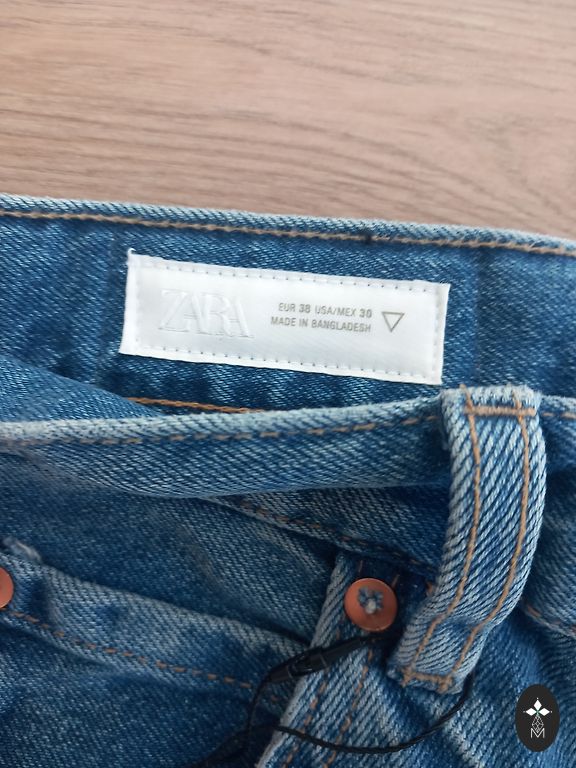 ZARA
EUR 38 USA/MEX 30
MADE IN BANGLADESH
M